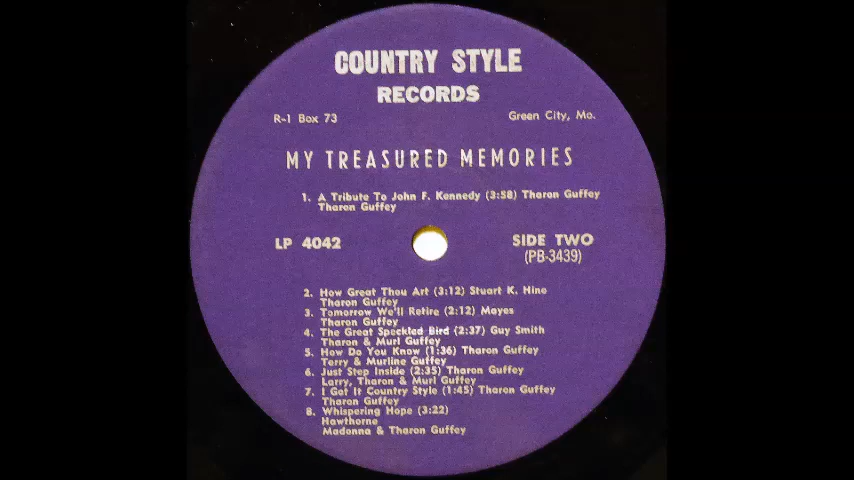 COUNTRY STYLE
RECORDS
R-1 Box 73 Green City, Mo.
MY TREASURED MEMORIES
1. A Tribute To John F. Kennedy (3:58) Tharon Guffey
Tharon Guffey
LP 4042 SIDE TWO
(PB-3439)
2. How Great Thou Art (3:12) Stuart K. Hine
Tharon Guffey
3. Tomorrow We'll Retire (2:12) Mayes
Tharon Guffey
4. The Great Speckled Bird (2:37) Guy Smith
Tharon & Murl Guffey
5. How Do You Know (1:36) Tharon Guffey
Terry & Murline Guffey
6. Just Step Inside (2:35) Tharon Guffey
Larry, Tharon & Murl Guffey
7. I Got It Country Style (1:45) Tharon Guffey
Tharon Guffey
8. Whispering Hope (3:22)
Hawthorne
Madonna & Tharon Guffey